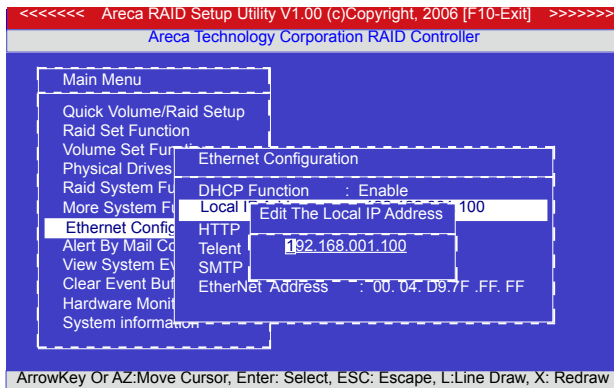 <<<<<<< Areca RAID Setup Utility V1.00 (c)Copyright, 2006 [F10-Exit] >>>>>>>
Areca Technology Corporation RAID Controller
Main Menu
Quick Volume/Raid Setup
Raid Set Function
Volume Set Fun
Physical Drives
Raid System Fu
More System Fu
Ethernet Config
Alert By Mail Co
View System Ev
Clear Event Buf
Hardware Monit
System information
Ethernet Configuration
DHCP Function : Enable
Local I 100
HTTP
Telent
SMTP
EtherNet Address : 00. 04. D9.7F .FF. FF
Edit The Local IP Address
192.168.001.100
ArrowKey Or AZ:Move Cursor, Enter: Select, ESC: Escape, L:Line Draw, X: Redraw